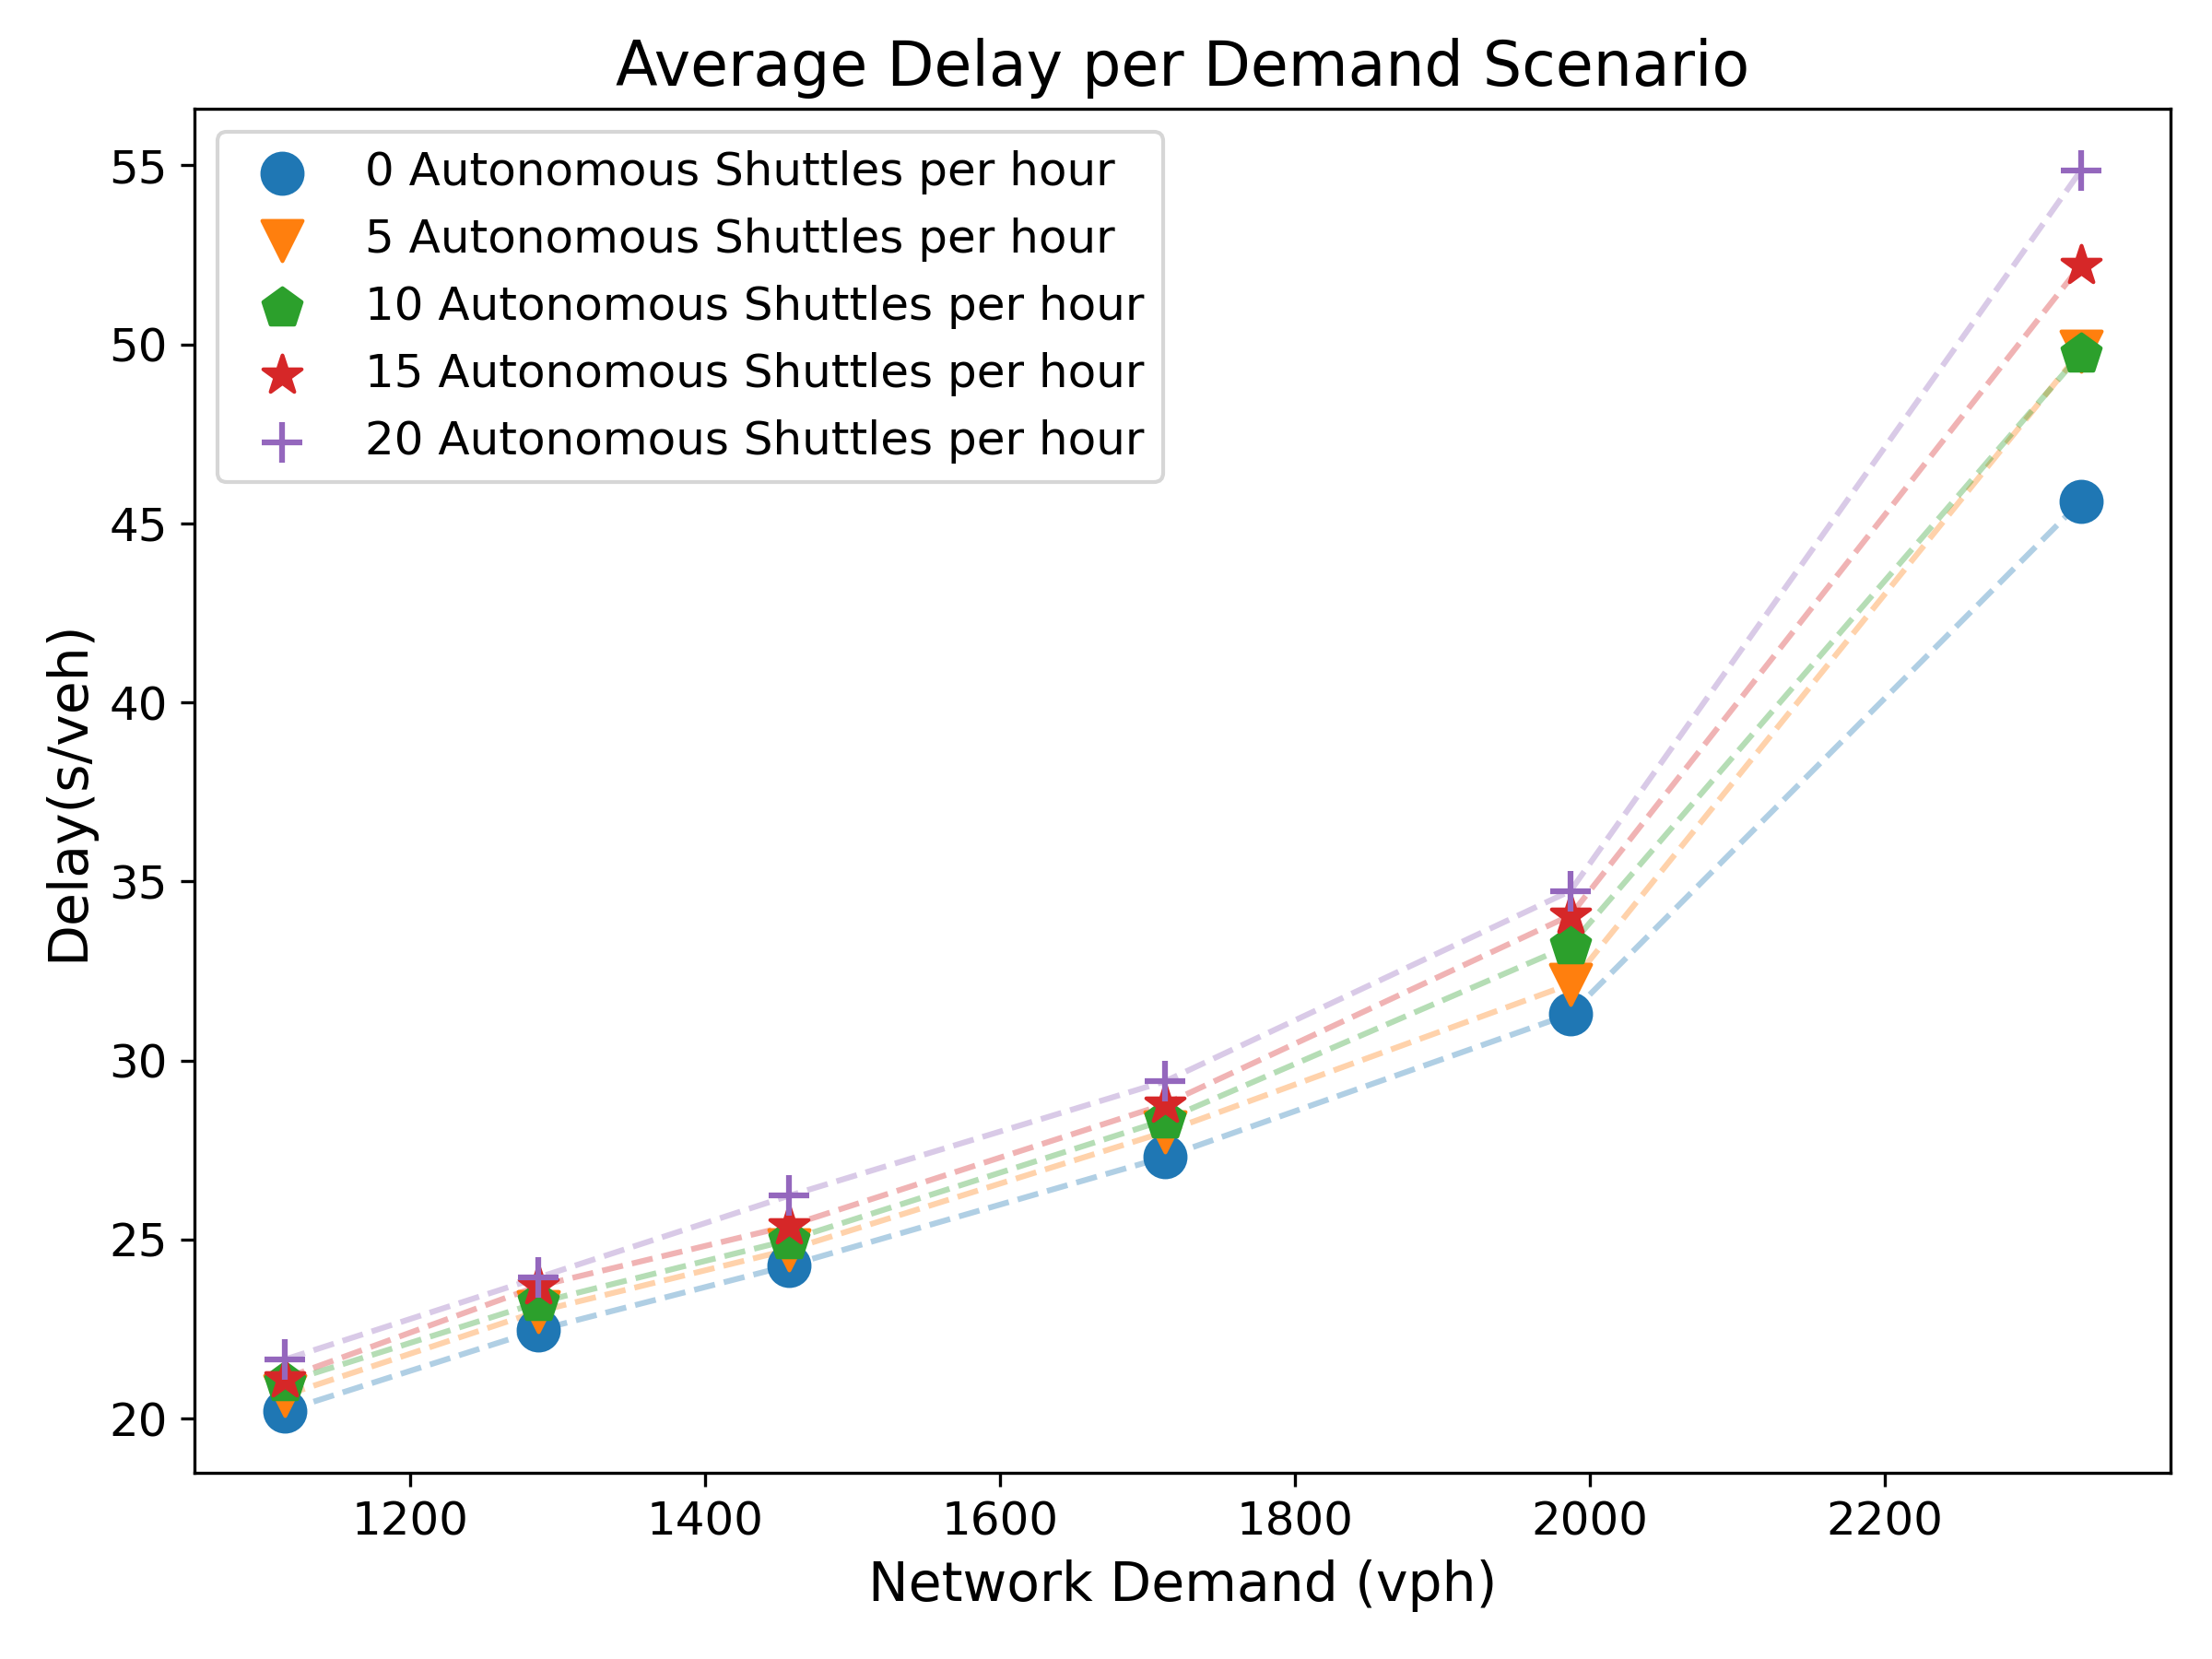 Average Delay per Demand Scenario
0 Autonomous Shuttles per hour
5 Autonomous Shuttles per hour
10 Autonomous Shuttles per hour
15 Autonomous Shuttles per hour
20 Autonomous Shuttles per hour
55
50
45
40
35
30
25
20
Delay(s/veh)
1200 1400 1600 1800 2000 2200
Network Demand (vph)